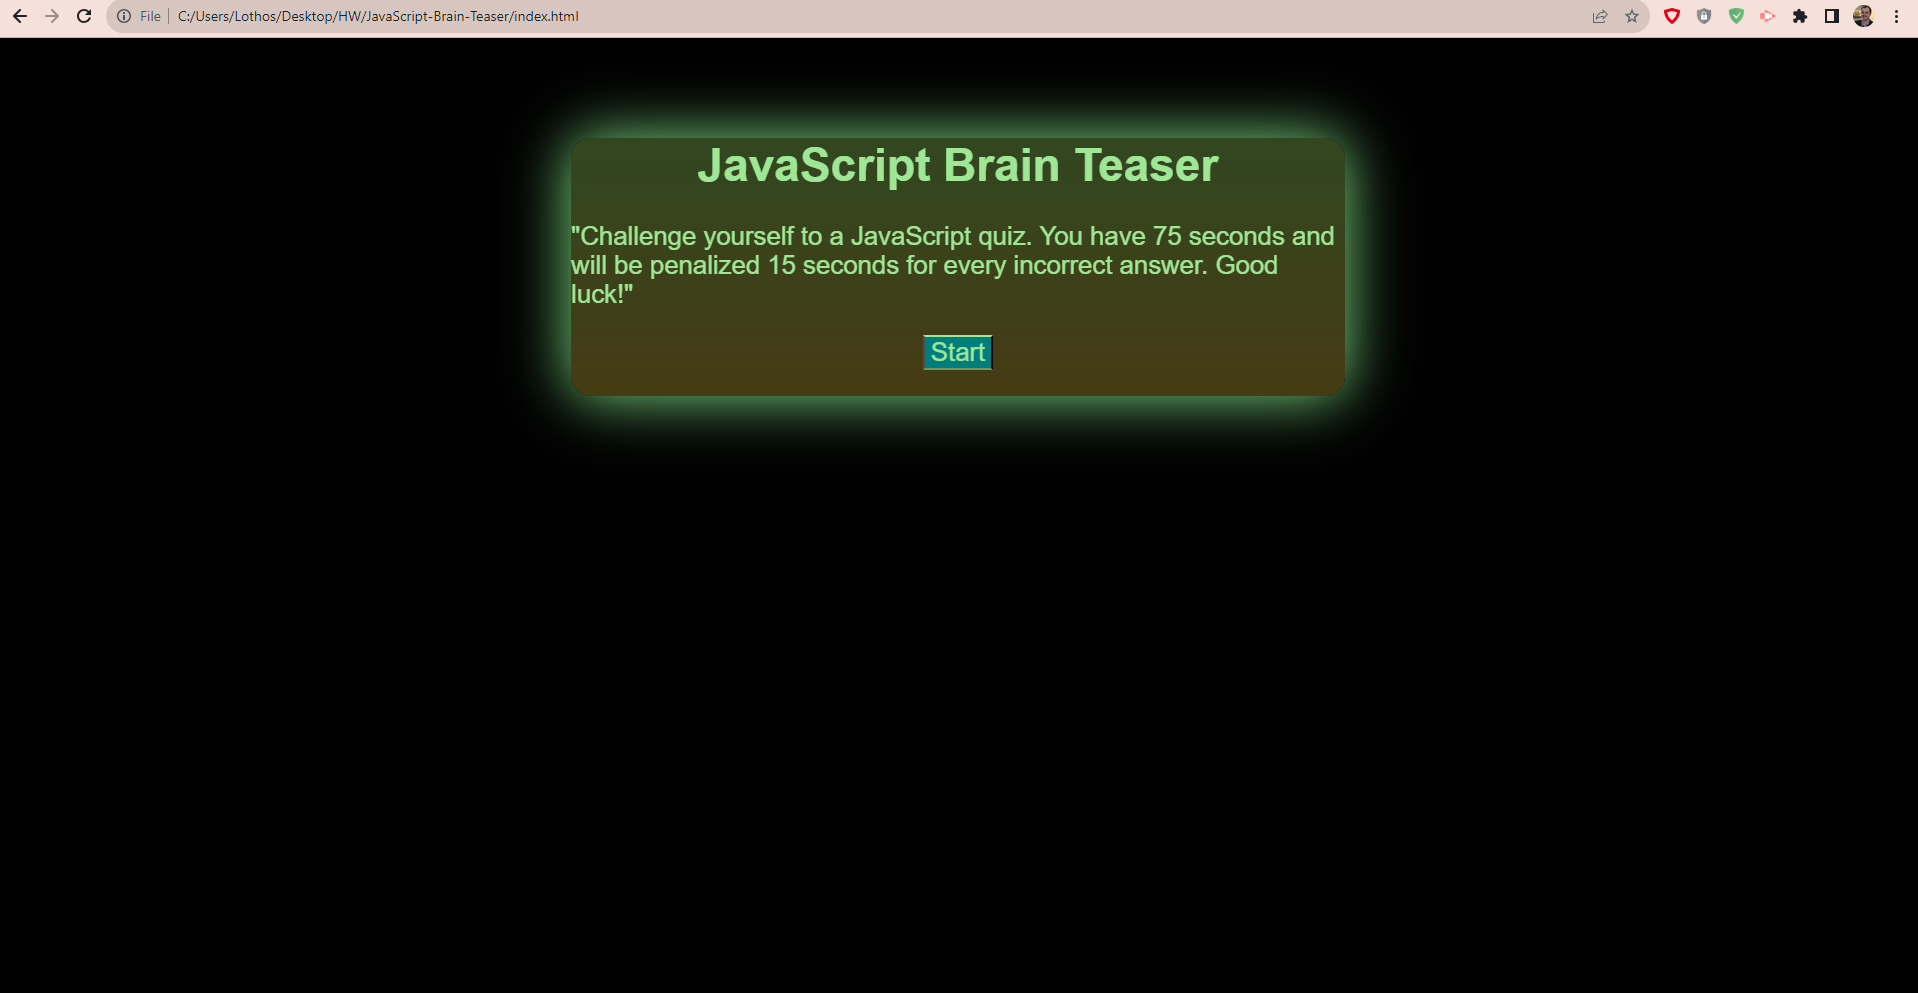 File C:/Users/Lothos/Desktop/HW/JavaScript-Brain-Teaser/index.html
JavaScript Brain Teaser
"Challenge yourself to a JavaScript quiz. You have 75 seconds and
will be penalized 15 seconds for every incorrect answer. Good
luck!"
Start